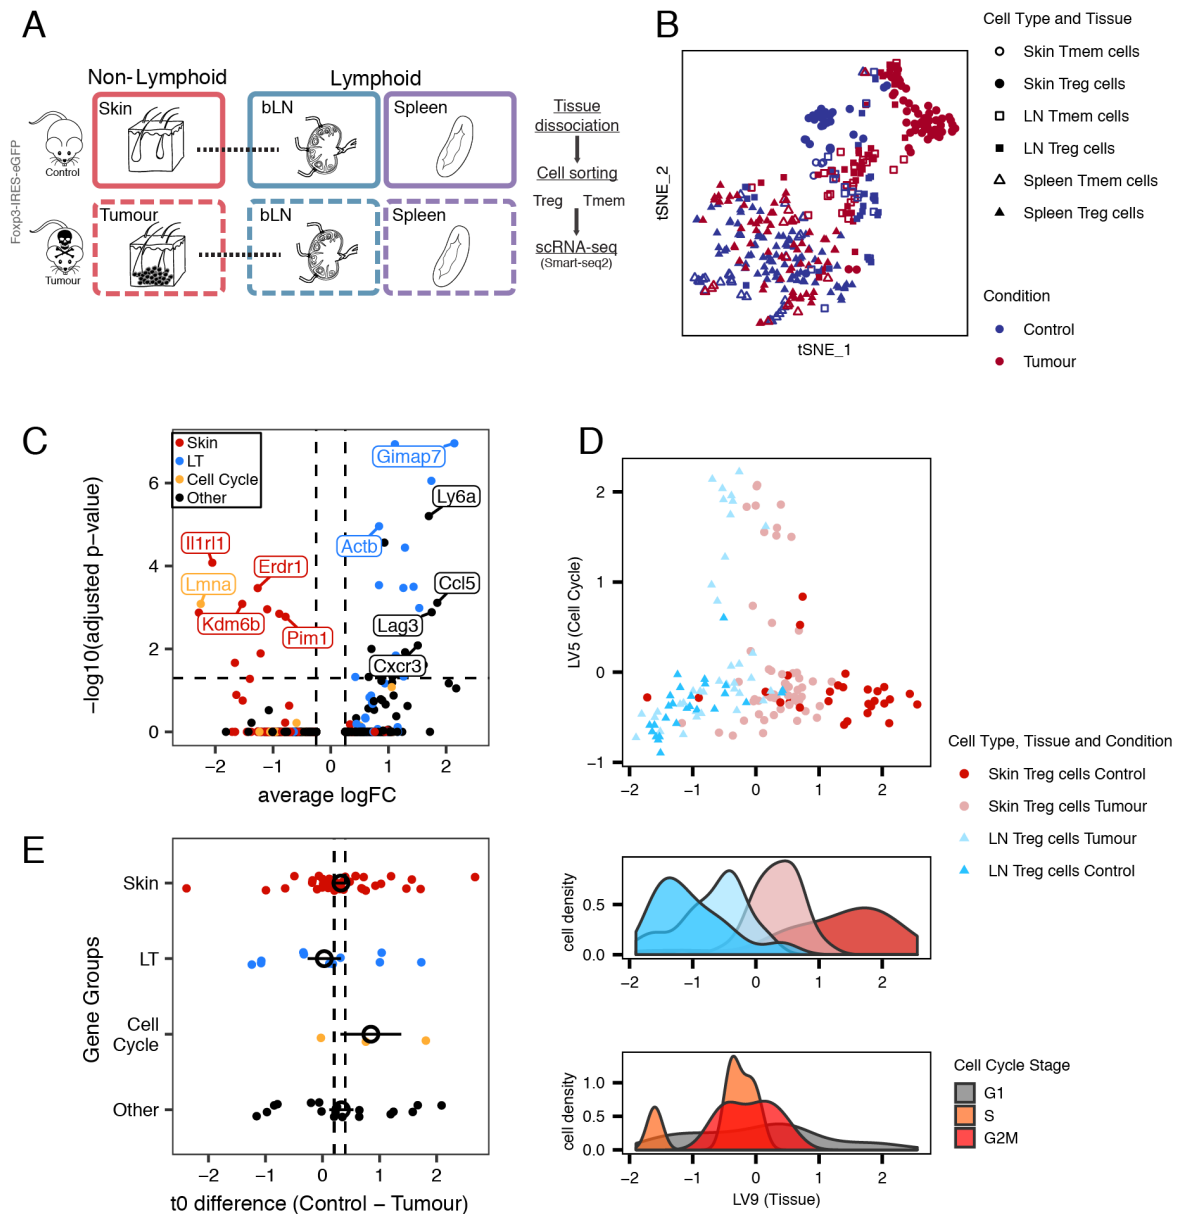 A
Non-Lymphoid
Lymphoid
Foxp3-IRES-eGFP
Control
Tumour
Skin
bLN
Spleen
Tumour
bLN
Spleen
Tissue
dissociation
Cell sorting
Treg Tmem
scRNA-seq
(Smart-seq2)
B
tSNE_2
tSNE_1
Cell Type and Tissue
Skin Tmem cells
Skin Treg cells
LN Tmem cells
LN Treg cells
Spleen Tmem cells
Spleen Treg cells
Condition
Control
Tumour
C
Skin
LT
Cell Cycle
Other
Gimap7
Ly6a
Actb
Il1rl1
Erdr1
Lmna
Kdm6b
Pim1
Ccl5
Lag3
Cxcr3
−log10(adjusted p−value)
6
4
2
0
−2 −1 0 1 2
average logFC
D
LV5 (Cell Cycle)
2
1
0
−1
−2 −1 0 1 2
Cell Type, Tissue and Condition
Skin Treg cells Control
Skin Treg cells Tumour
LN Treg cells Tumour
LN Treg cells Control
cell density
0.5
0.0
−2 −1 0 1 2
cell density
1.0
0.5
0.0
−2 −1 0 1 2
LV9 (Tissue)
Cell Cycle Stage
G1
S
G2M
E
Gene Groups
Skin
LT
Cell
Cycle
Other
−2 −1 0 1 2
t0 difference (Control − Tumour)